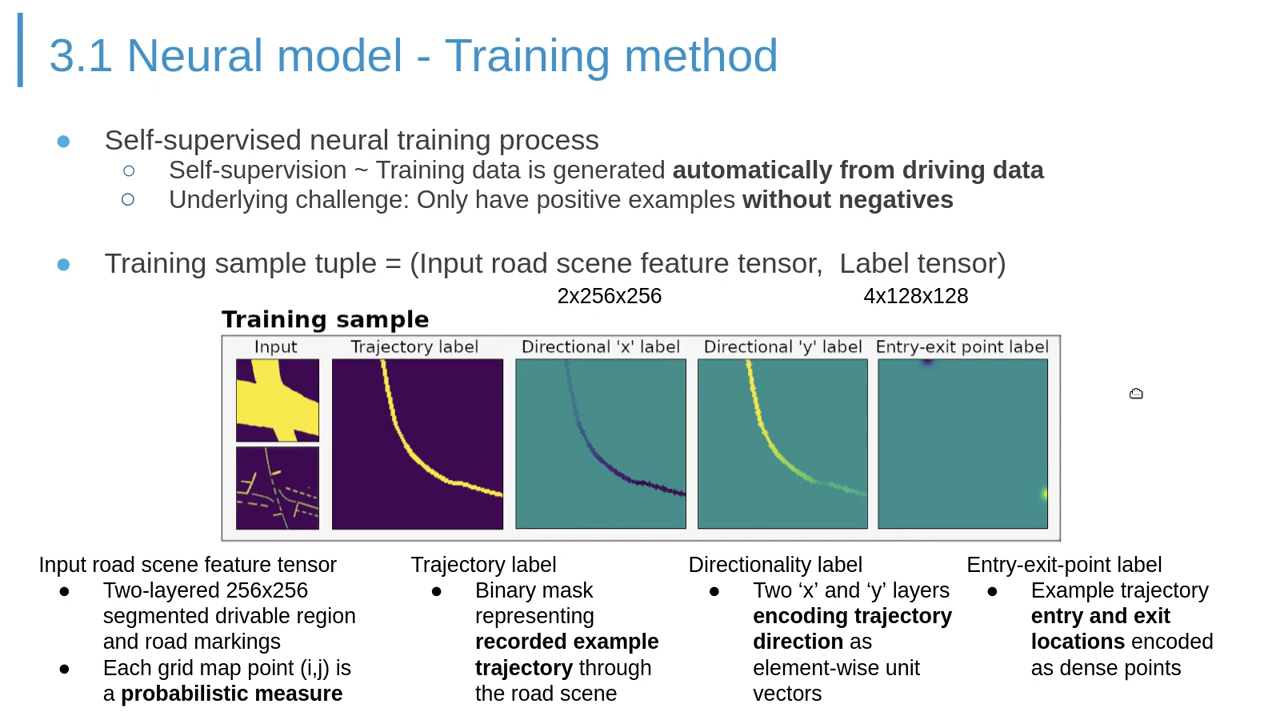 3.1 Neural model - Training method
● Self-supervised neural training process
○ Self-supervision ~ Training data is generated automatically from driving data
○ Underlying challenge: Only have positive examples without negatives
● Training sample tuple = (Input road scene feature tensor, Label tensor)
2x256x256 4x128x128
Training sample
Input Trajectory label Directional 'x' label Directional 'y' label Entry-exit point label
Input road scene feature tensor
● Two-layered 256x256
segmented drivable region
and road markings
● Each grid map point (i,j) is
a probabilistic measure
Trajectory label
● Binary mask
representing
recorded example
trajectory through
the road scene
Directionality label
● Two ‘x’ and ‘y’ layers
encoding trajectory
direction as
element-wise unit
vectors
Entry-exit-point label
● Example trajectory
entry and exit
locations encoded
as dense points